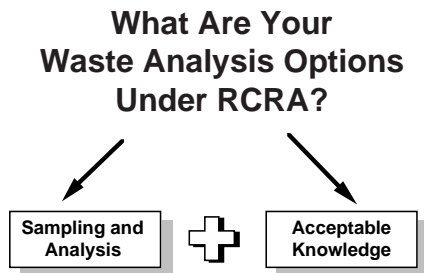 What Are Your
Waste Analysis Options
Under RCRA?
Sampling and
Analysis
Acceptable
Knowledge